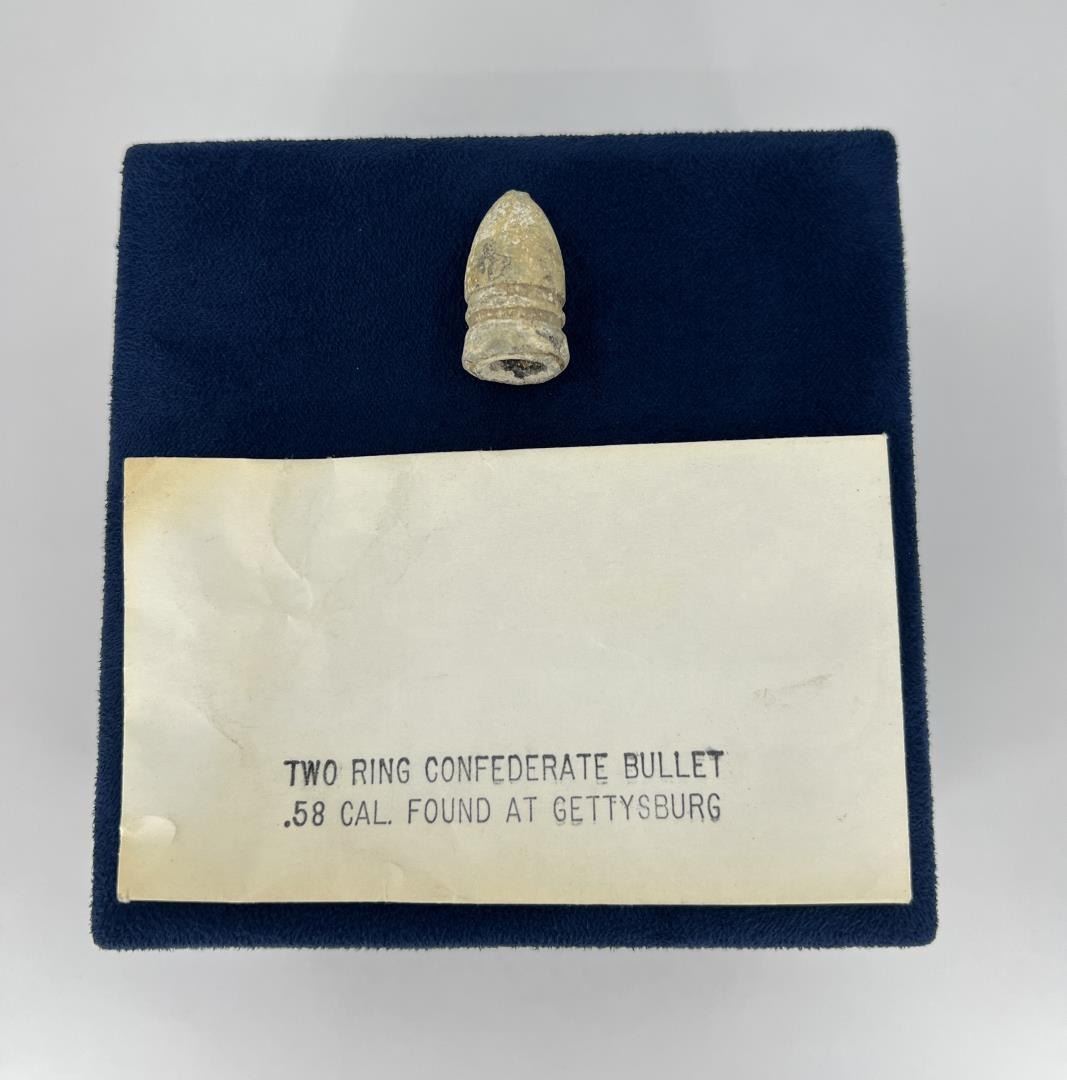 TWO RING CONFEDERATE BULLET
.58 CAL. FOUND AT GETTYSBURG